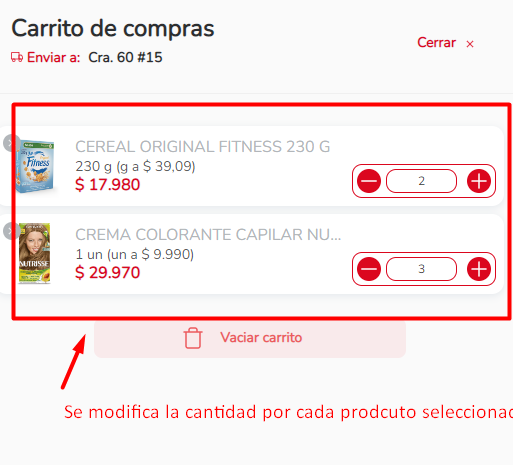 Carrito de compras
Enviar a: Cra. 60 #15
Cerrar ×
CEREAL ORIGINAL FITNESS 230 G
230 g (g a $ 39,09)
$ 17.980
2
Fitness
CREMA COLORANTE CAPILAR NU...
1 un (un a $ 9.990)
$ 29.970
3
NUTRISSE
Vaciar carrito
Se modifica la cantidad por cada prodcuto seleccionad